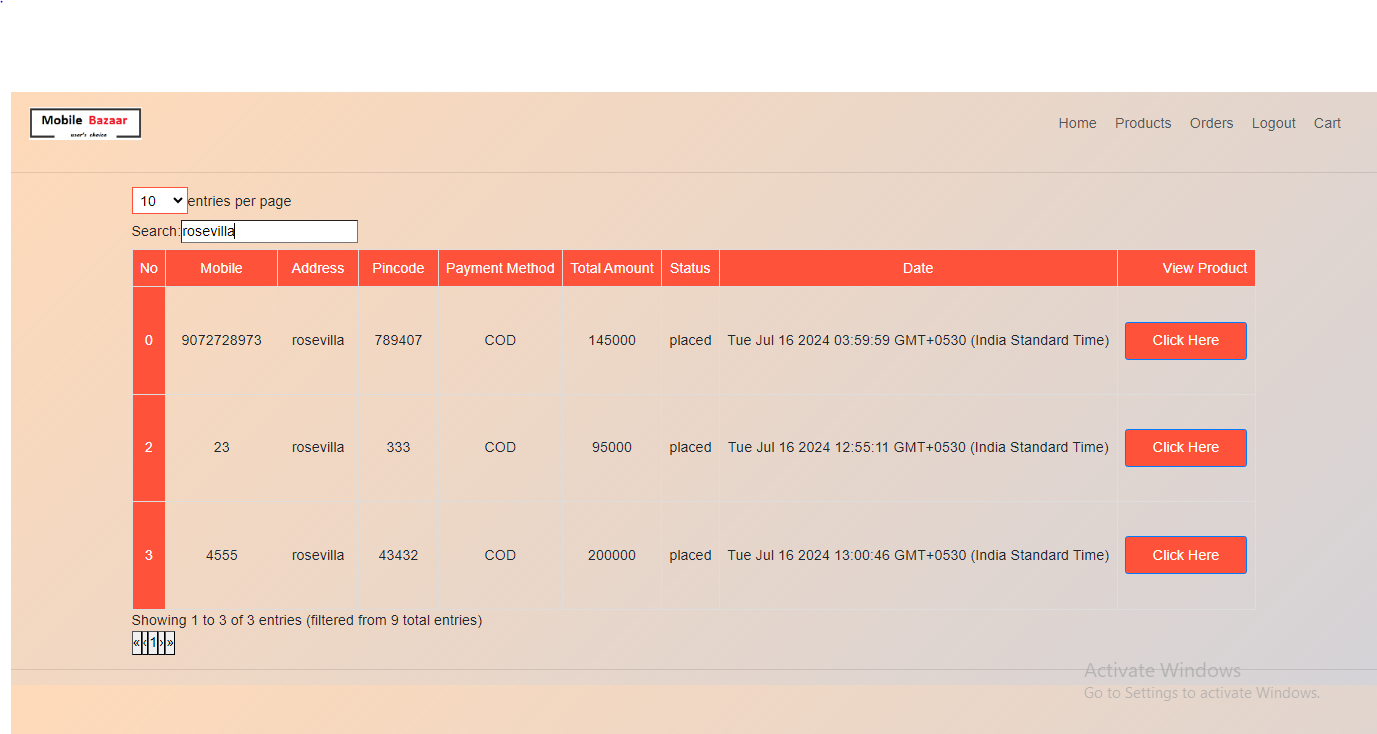 Mobile Bazaar
user's choice
Home Products Orders Logout Cart
10 entries per page
Search: rosevilla
No Mobile Address Pincode Payment Method Total Amount Status Date View Product
0 9072728973 rosevilla 789407 COD 145000 placed Tue Jul 16 2024 03:59:59 GMT+0530 (India Standard Time) Click Here
2 23 rosevilla 333 COD 95000 placed Tue Jul 16 2024 12:55:11 GMT+0530 (India Standard Time) Click Here
3 4555 rosevilla 43432 COD 200000 placed Tue Jul 16 2024 13:00:46 GMT+0530 (India Standard Time) Click Here
Showing 1 to 3 of 3 entries (filtered from 9 total entries)
« ‹ 1 › »
Activate Windows
Go to Settings to activate Windows.